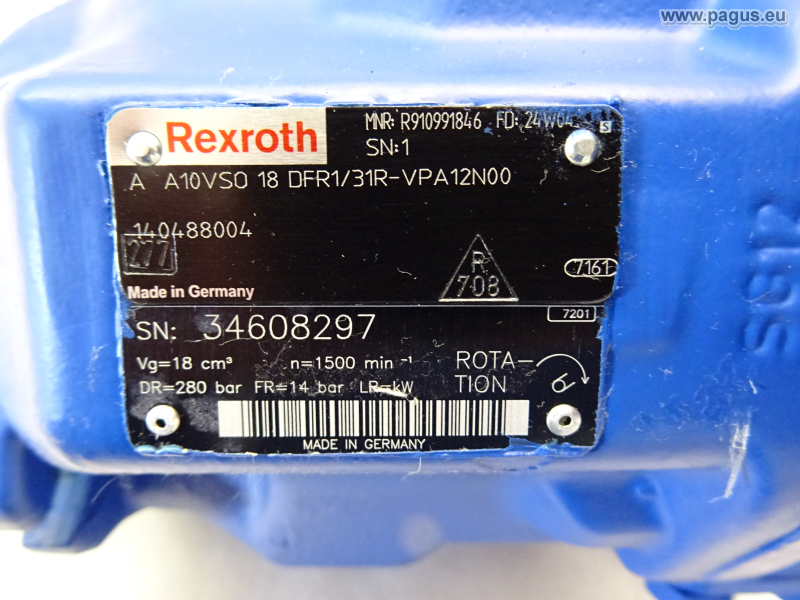 www.pagus.eu
Rexroth
MNR: R910991846 FD: 24W04
SN:1
A A10VSO 18 DFR1/31R-VPA12N00
140488004
277
R
708
7161
Made in Germany
7201
SN: 34608297
Vg=18 cm³ n=1500 min⁻¹
DR=280 bar FR=14 bar LR=kW
ROTA-
TION
MADE IN GERMANY